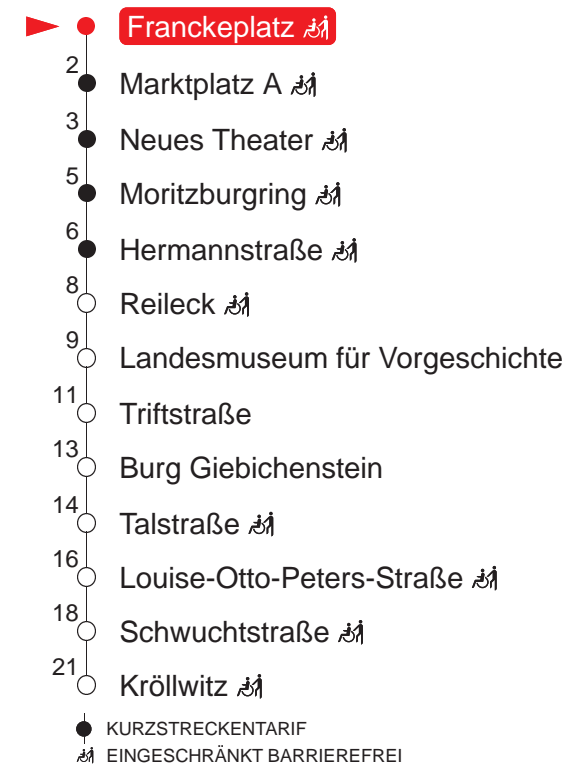 Franckeplatz
2 Marktplatz A
3 Neues Theater
5 Moritzburgring
6 Hermannstraße
8 Reileck
9 Landesmuseum für Vorgeschichte
11 Triftstraße
13 Burg Giebichenstein
14 Talstraße
16 Louise-Otto-Peters-Straße
18 Schwuchtstraße
21 Kröllwitz
KURZSTRECKENTARIF
EINGESCHRÄNKT BARRIEREFREI